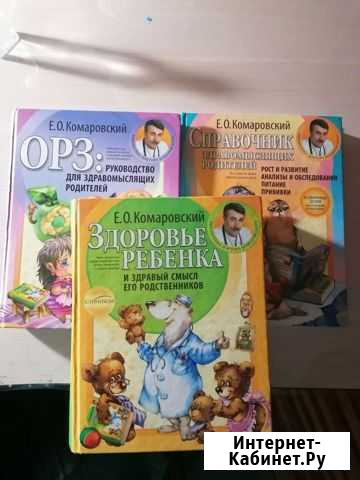 Е.О. Комаровский
ОРЗ:
РУКОВОДСТВО
ДЛЯ ЗДРАВОМЫСЛЯЩИХ
РОДИТЕЛЕЙ
Е.О. Комаровский
СПРАВОЧНИК
ЗДРАВОМЫСЛЯЩИХ
РОДИТЕЛЕЙ
РОСТ И РАЗВИТИЕ
АНАЛИЗЫ И ОБСЛЕДОВАНИЯ
ПИТАНИЕ
ПРИВИВКИ
Е.О. Комаровский
ЗДОРОВЬЕ
РЕБЕНКА
И ЗДРАВЫЙ СМЫСЛ
ЕГО РОДСТВЕННИКОВ
Интернет-
Кабинет.Ру